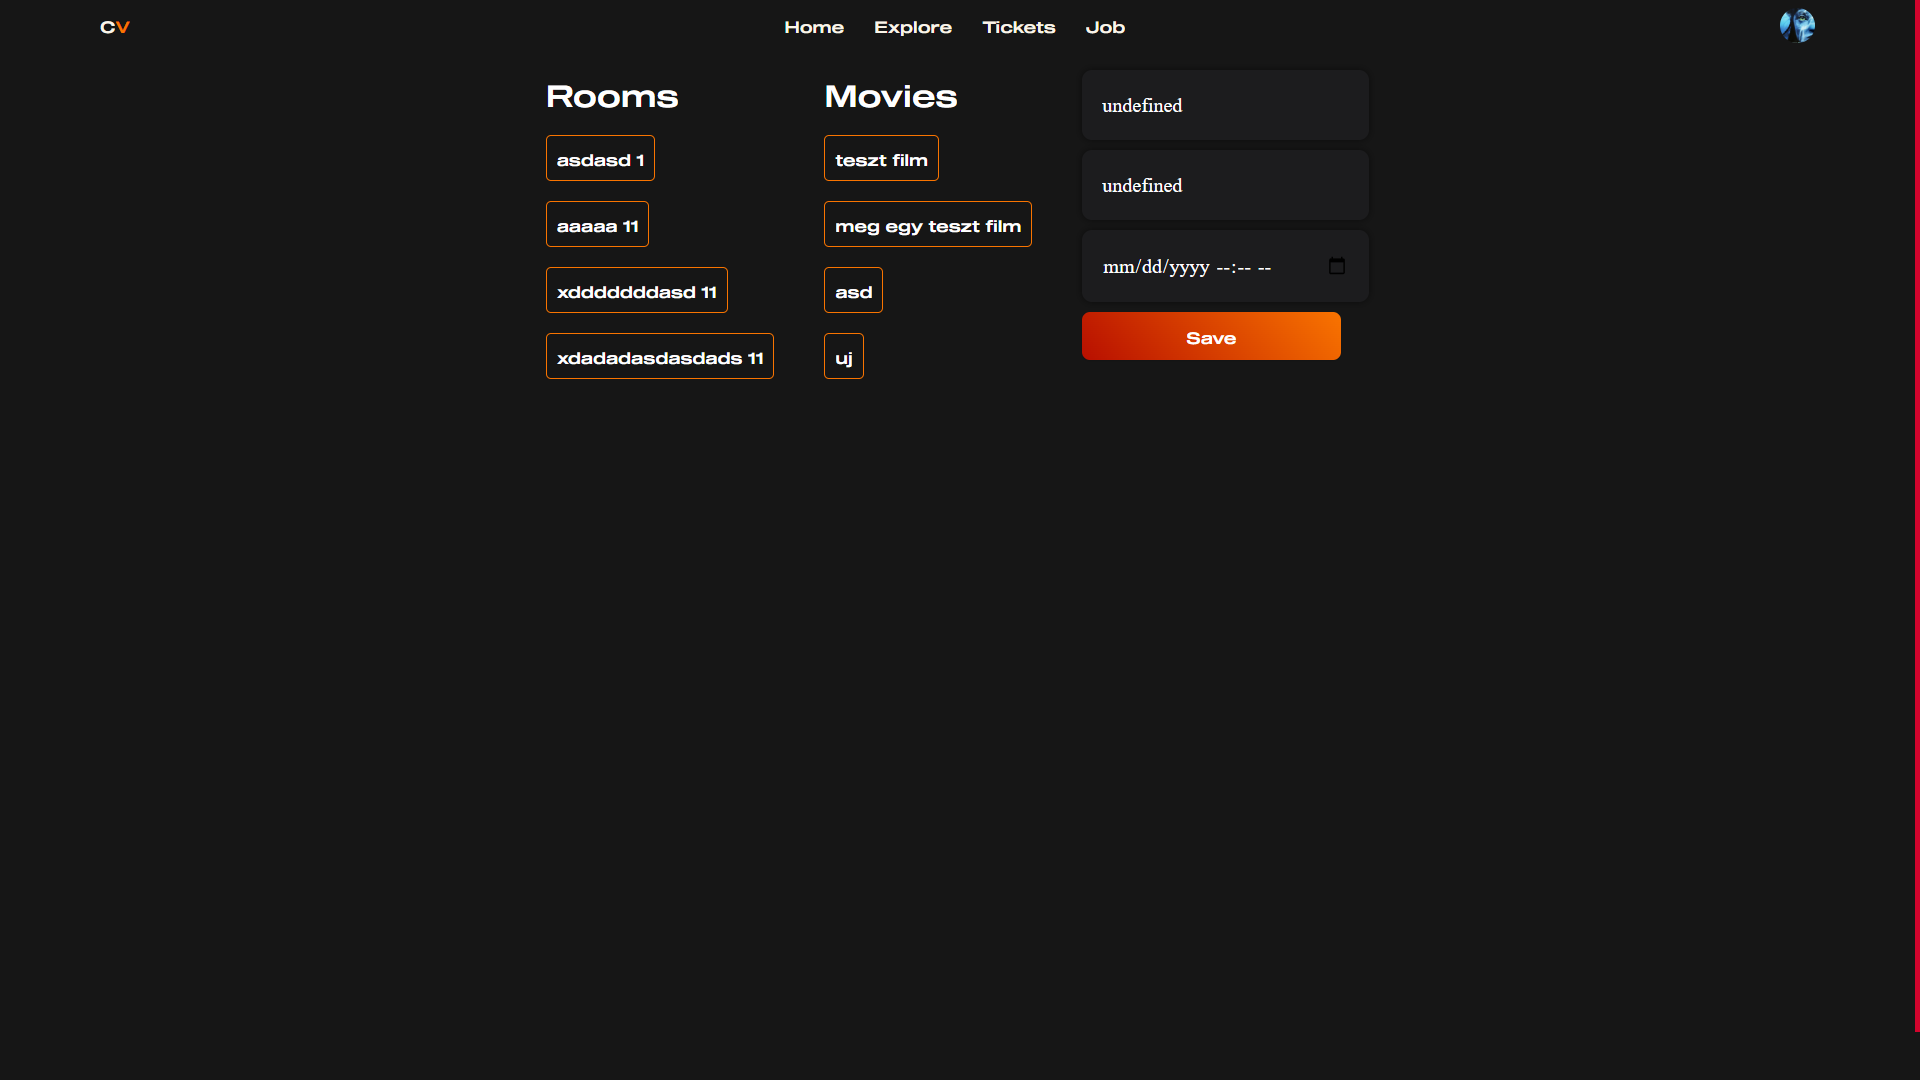 CV
Home Explore Tickets Job
Rooms
asdasd 1
aaaaa 11
xdddddddasd 11
xdadadasdasdads 11
Movies
teszt film
meg egy teszt film
asd
uj
undefined
undefined
mm/dd/yyyy --:-- --
Save